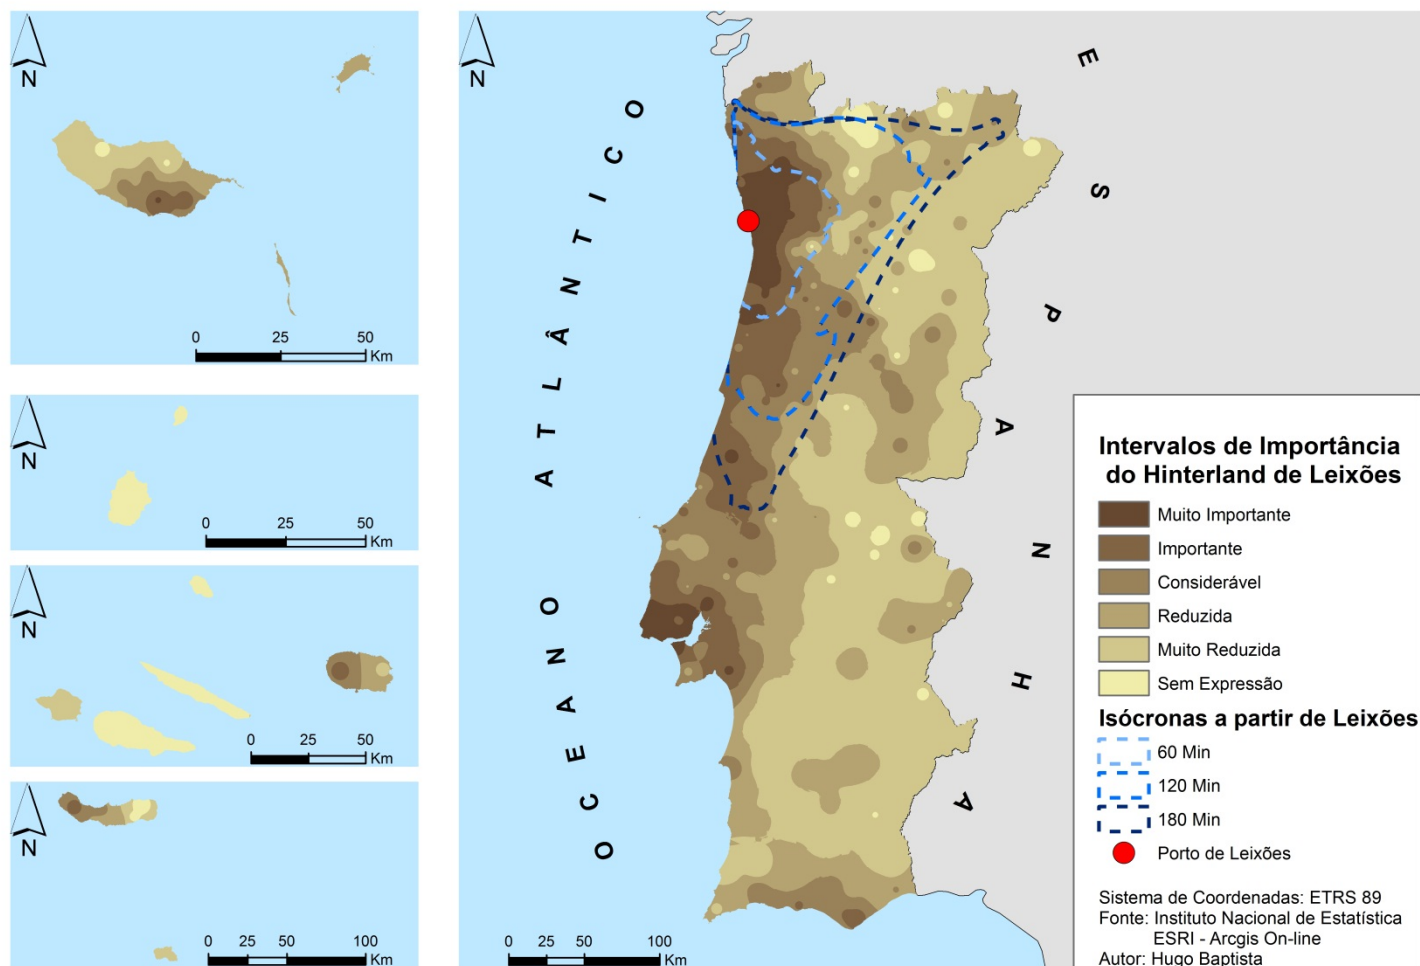 N
0 25 50
Km
N
0 25 50
Km
N
0 25 50
Km
N
0 50 100
Km
N
OCEANO ATLÂNTICO
ESPANHA
0 25 50 100
Km
Intervalos de Importância
do Hinterland de Leixões
Muito Importante
Importante
Considerável
Reduzida
Muito Reduzida
Sem Expressão
Isócronas a partir de Leixões
60 Min
120 Min
180 Min
Porto de Leixões
Sistema de Coordenadas: ETRS 89
Fonte: Instituto Nacional de Estatística
ESRI - Arcgis On-line
Autor: Hugo Baptista